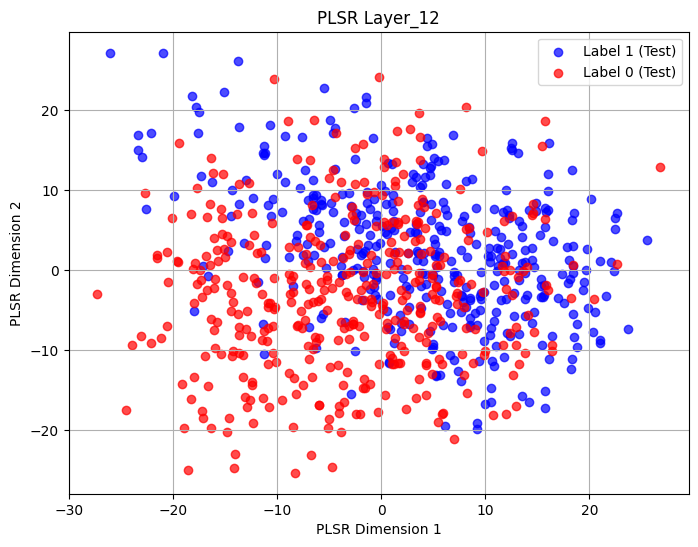 PLSR Layer_12
Label 1 (Test)
Label 0 (Test)
20
10
0
−10
−20
PLSR Dimension 2
−30
−20
−10
0
10
20
PLSR Dimension 1